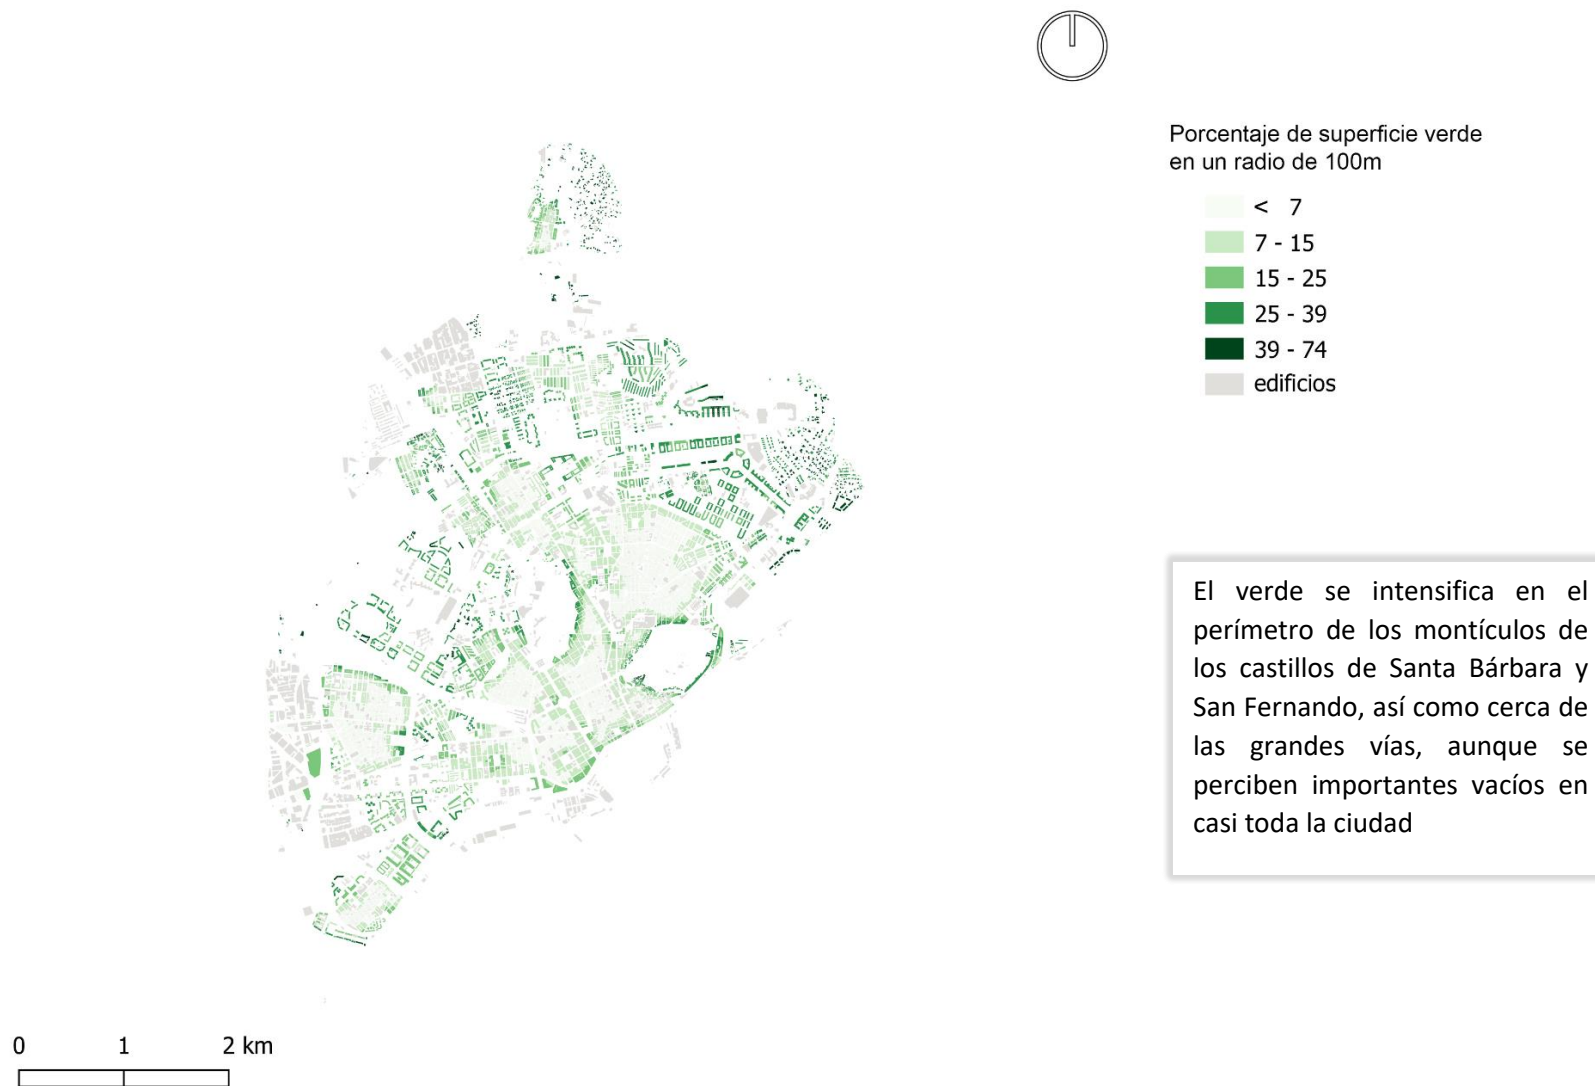 Porcentaje de superficie verde
en un radio de 100m
< 7
7 - 15
15 - 25
25 - 39
39 - 74
edificios
El verde se intensifica en el
perímetro de los montículos de
los castillos de Santa Bárbara y
San Fernando, así como cerca de
las grandes vías, aunque se
perciben importantes vacíos en
casi toda la ciudad
0 1 2 km